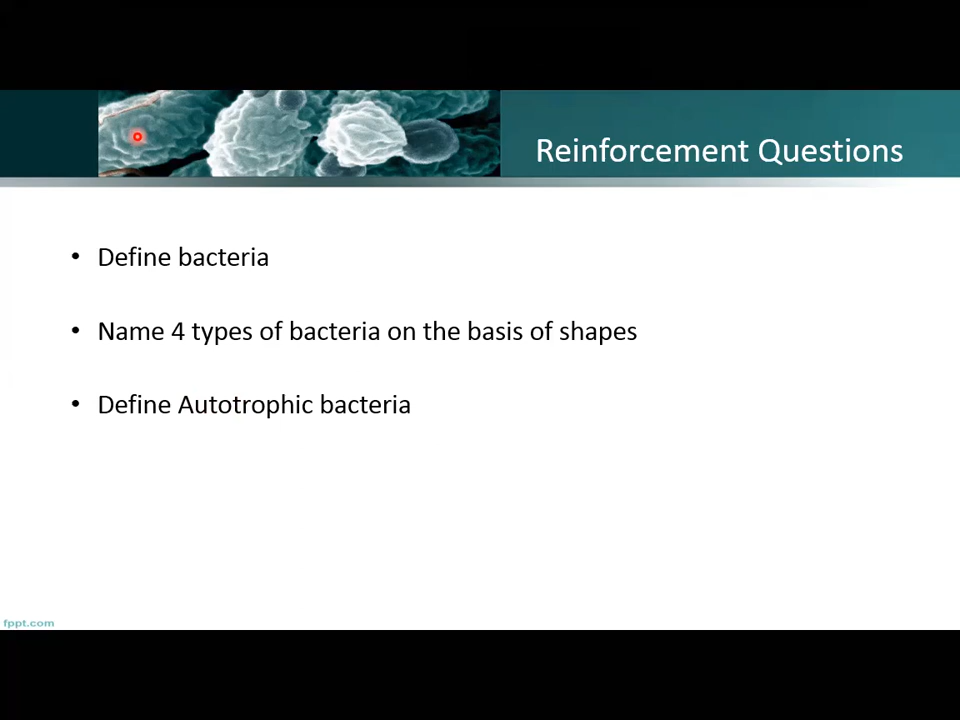 Reinforcement Questions
• Define bacteria
• Name 4 types of bacteria on the basis of shapes
• Define Autotrophic bacteria
fppt.com